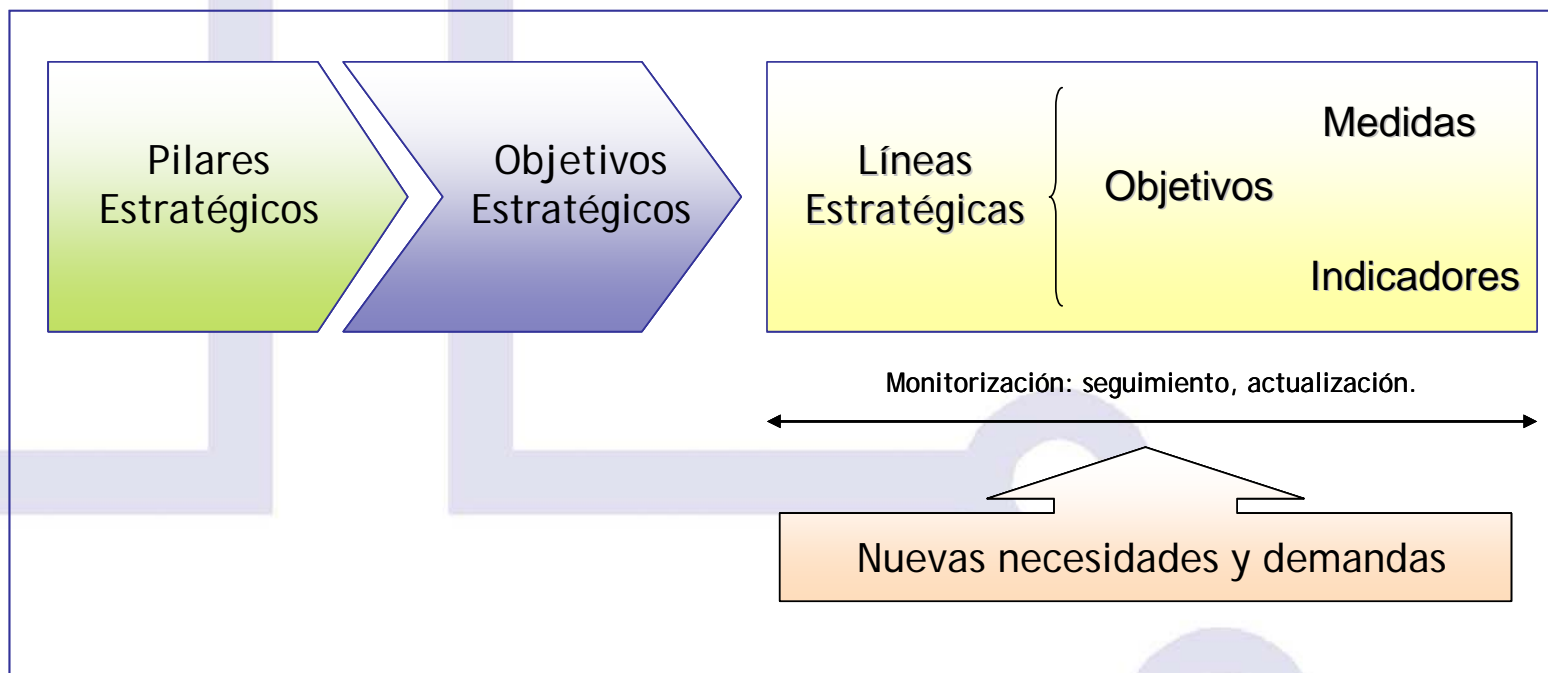 Pilares
Estratégicos
Objetivos
Estratégicos
Líneas
Estratégicas
Medidas
Objetivos
Indicadores
Monitorización: seguimiento, actualización.
Nuevas necesidades y demandas